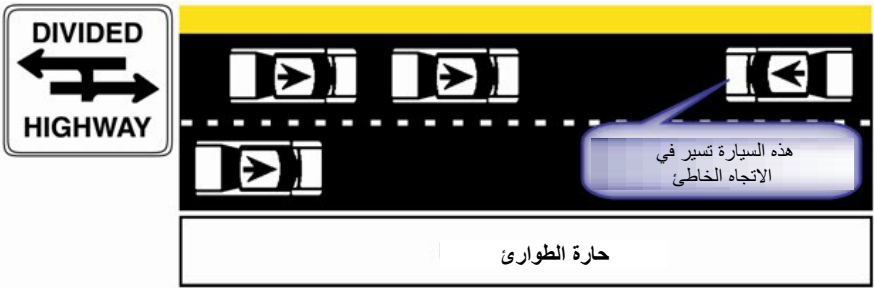 DIVIDED
HIGHWAY
هذه السيارة تسير في
الاتجاه الخاطئ
حارة الطوارئ